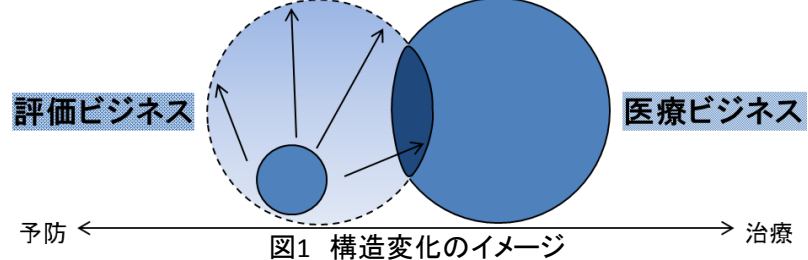 評価ビジネス
医療ビジネス
予防
治療
図1 構造変化のイメージ